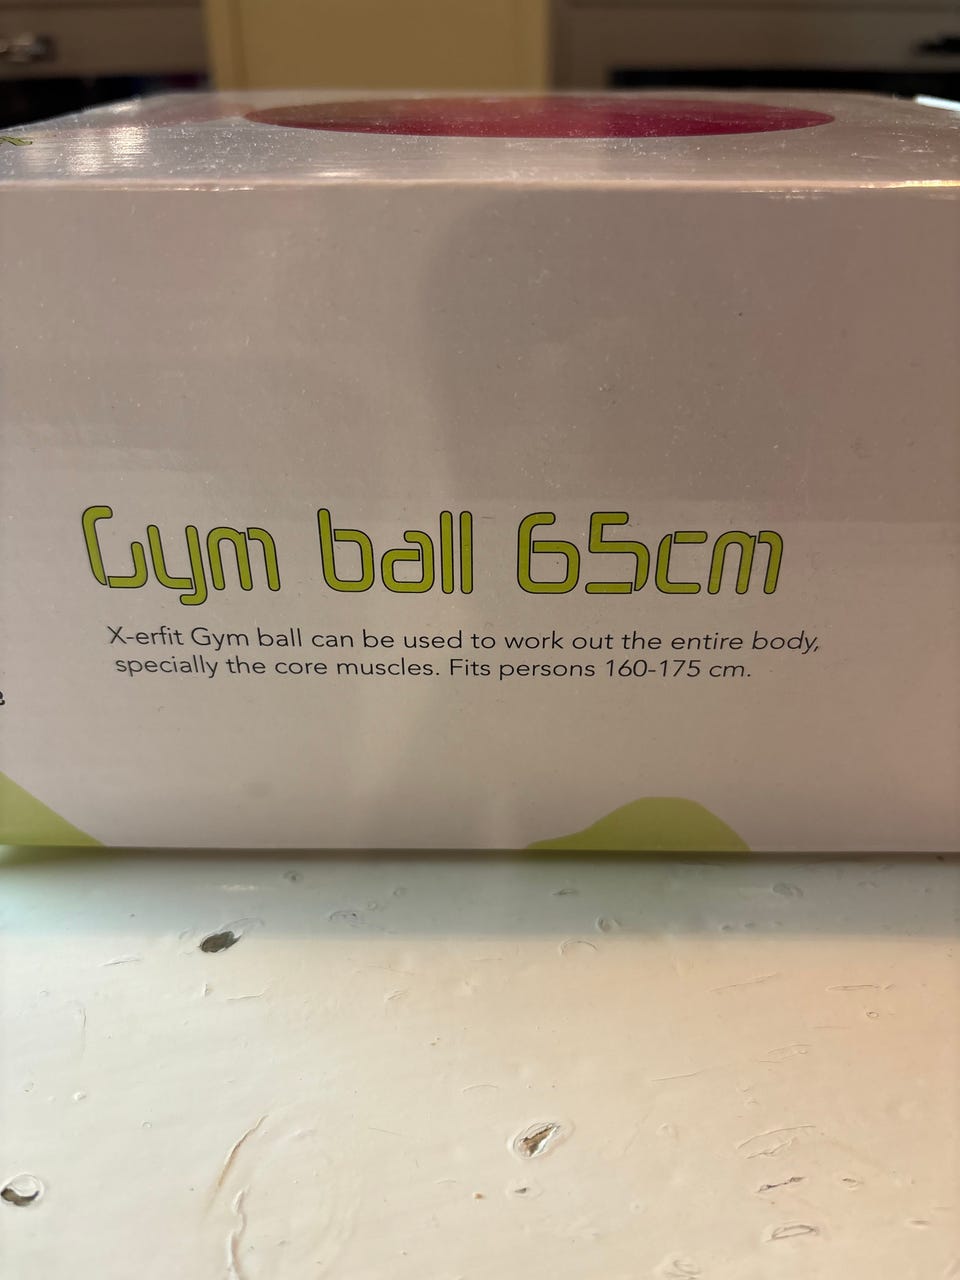 Gym ball 65cm
X-erfit Gym ball can be used to work out the entire body,
specially the core muscles. Fits persons 160-175 cm.